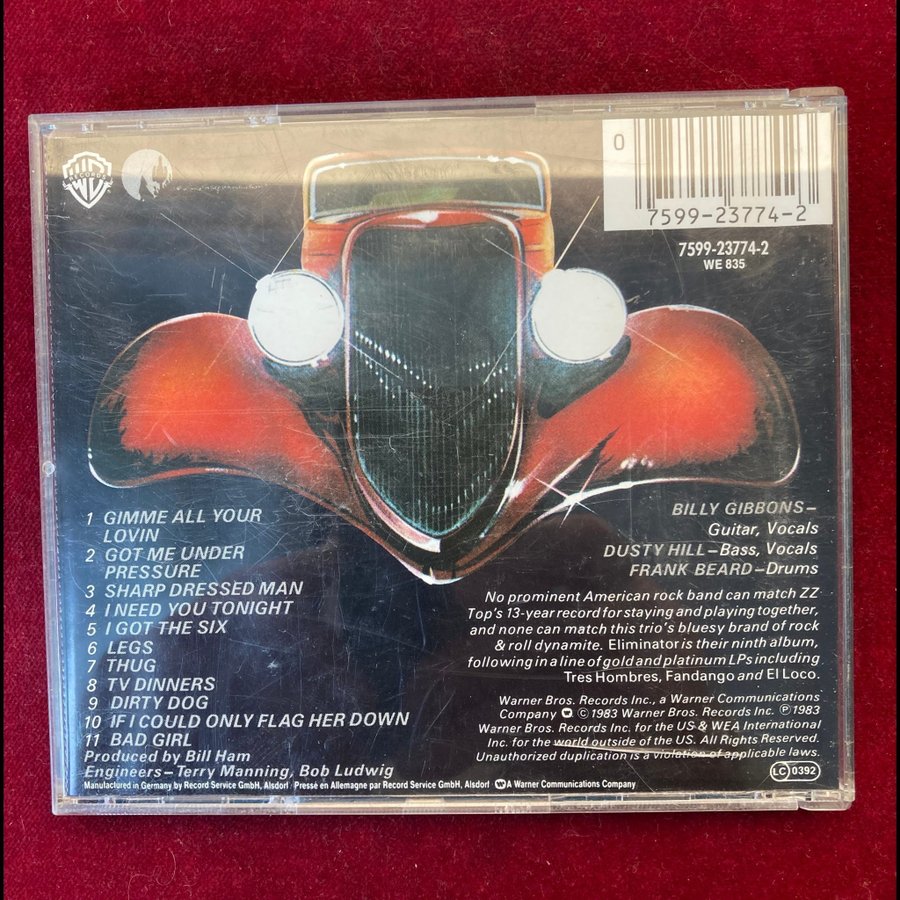 WB
RECORDS
0
7599-23774-2
7599-23774-2
WE 835
1 GIMME ALL YOUR
LOVIN
2 GOT ME UNDER
PRESSURE
3 SHARP DRESSED MAN
4 I NEED YOU TONIGHT
5 I GOT THE SIX
6 LEGS
7 THUG
8 TV DINNERS
9 DIRTY DOG
10 IF I COULD ONLY FLAG HER DOWN
11 BAD GIRL
Produced by Bill Ham
Engineers–Terry Manning, Bob Ludwig
BILLY GIBBONS–
Guitar, Vocals
DUSTY HILL–Bass, Vocals
FRANK BEARD–Drums
No prominent American rock band can match ZZ
Top's 13-year record for staying and playing together,
and none can match this trio's bluesy brand of rock
& roll dynamite. Eliminator is their ninth album,
following in a line of gold and platinum LPs including
Tres Hombres, Fandango and El Loco.
Warner Bros. Records Inc., a Warner Communications
Company © 1983 Warner Bros. Records Inc. ℗ 1983
Warner Bros. Records Inc. for the US & WEA International
Inc. for the world outside of the US. All Rights Reserved.
Unauthorized duplication is a violation of applicable laws.
Manufactured in Germany by Record Service GmbH, Alsdorf · Pressé en Allemagne par Record Service GmbH, Alsdorf A Warner Communications Company
LC 0392